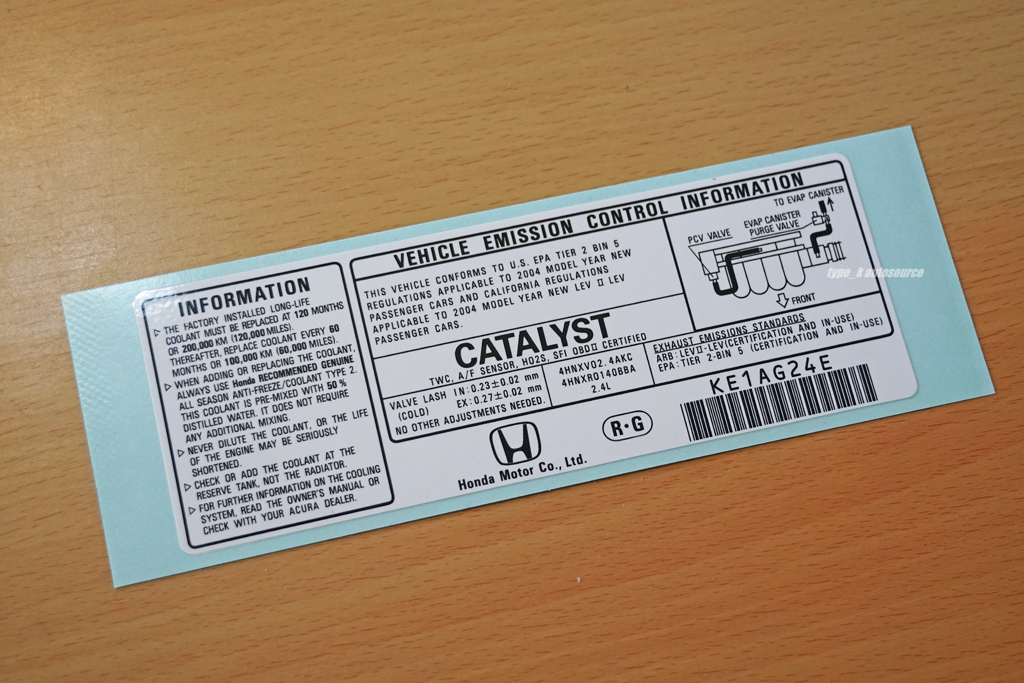 INFORMATION
▷ THE FACTORY INSTALLED LONG-LIFE
COOLANT MUST BE REPLACED AT 120 MONTHS
OR 200,000 KM (120,000 MILES).
THEREAFTER, REPLACE COOLANT EVERY 60
MONTHS OR 100,000 KM (60,000 MILES).
▷ WHEN ADDING OR REPLACING THE COOLANT,
ALWAYS USE Honda RECOMMENDED GENUINE
ALL SEASON ANTI-FREEZE/COOLANT TYPE 2.
THIS COOLANT IS PRE-MIXED WITH 50 %
DISTILLED WATER. IT DOES NOT REQUIRE
ANY ADDITIONAL MIXING.
▷ NEVER DILUTE THE COOLANT, OR THE LIFE
OF THE ENGINE MAY BE SERIOUSLY
SHORTENED.
▷ CHECK OR ADD THE COOLANT AT THE
RESERVE TANK, NOT THE RADIATOR.
▷ FOR FURTHER INFORMATION ON THE COOLING
SYSTEM, READ THE OWNER'S MANUAL OR
CHECK WITH YOUR ACURA DEALER.
VEHICLE EMISSION CONTROL INFORMATION
THIS VEHICLE CONFORMS TO U.S. EPA TIER 2 BIN 5
REGULATIONS APPLICABLE TO 2004 MODEL YEAR NEW
PASSENGER CARS AND CALIFORNIA REGULATIONS
APPLICABLE TO 2004 MODEL YEAR NEW LEV II LEV
PASSENGER CARS.
TO EVAP CANISTER
EVAP CANISTER
PCV VALVE PURGE VALVE
FRONT
typo_k autosource
CATALYST
TWC, A/F SENSOR, HO2S, SFI OBDII CERTIFIED
VALVE LASH IN:0.23±0.02 mm
(COLD) EX:0.27±0.02 mm
NO OTHER ADJUSTMENTS NEEDED.
4HNXV02.4AKC
4HNXR0140BBA
2.4L
EXHAUST EMISSIONS STANDARDS
ARB:LEVII-LEV(CERTIFICATION AND IN-USE)
EPA:TIER 2-BIN 5 (CERTIFICATION AND IN-USE)
Honda Motor Co., Ltd.
R·G
KE1AG24E